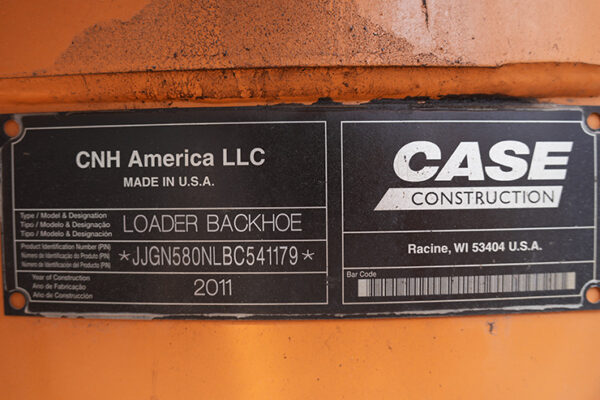 CNH America LLC
MADE IN U.S.A.
Type / Model & Designation
Tipo / Modelo & Designação
Tipo / Modelo & Designación
LOADER BACKHOE
Product Identification Number (PIN)
Número de Identificação do Produto (PIN)
Número de Identificación del Producto (PIN)
*JJGN580NLBC541179*
Year of Construction
Ano de Fabricação
Ano de Construcción
2011
CASE
CONSTRUCTION
Racine, WI 53404 U.S.A.
Bar Code